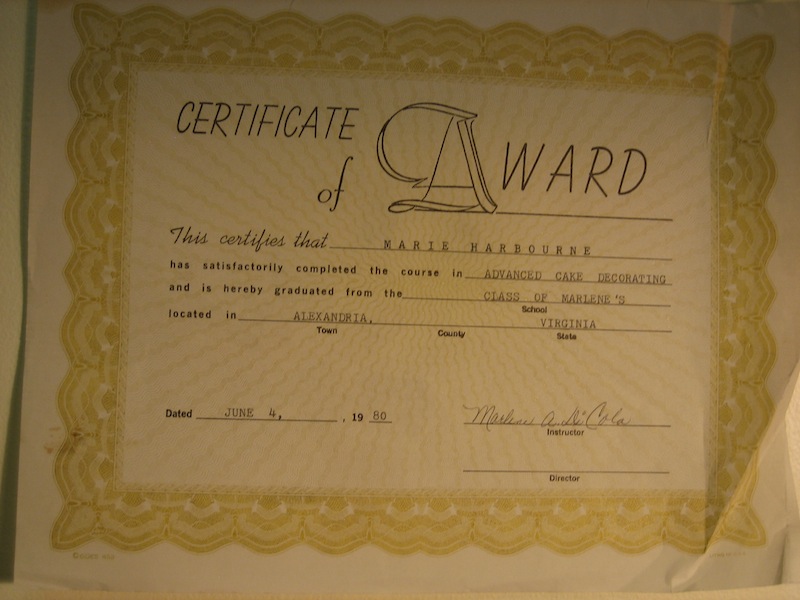 CERTIFICATE
of AWARD
This certifies that MARIE HARBOURNE
has satisfactorily completed the course in ADVANCED CAKE DECORATING
and is hereby graduated from the CLASS OF MARLENE'S
School
located in ALEXANDRIA, VIRGINIA
Town County State
Dated JUNE 4, , 19 80 Marlene A. Di Cola
Instructor
Director